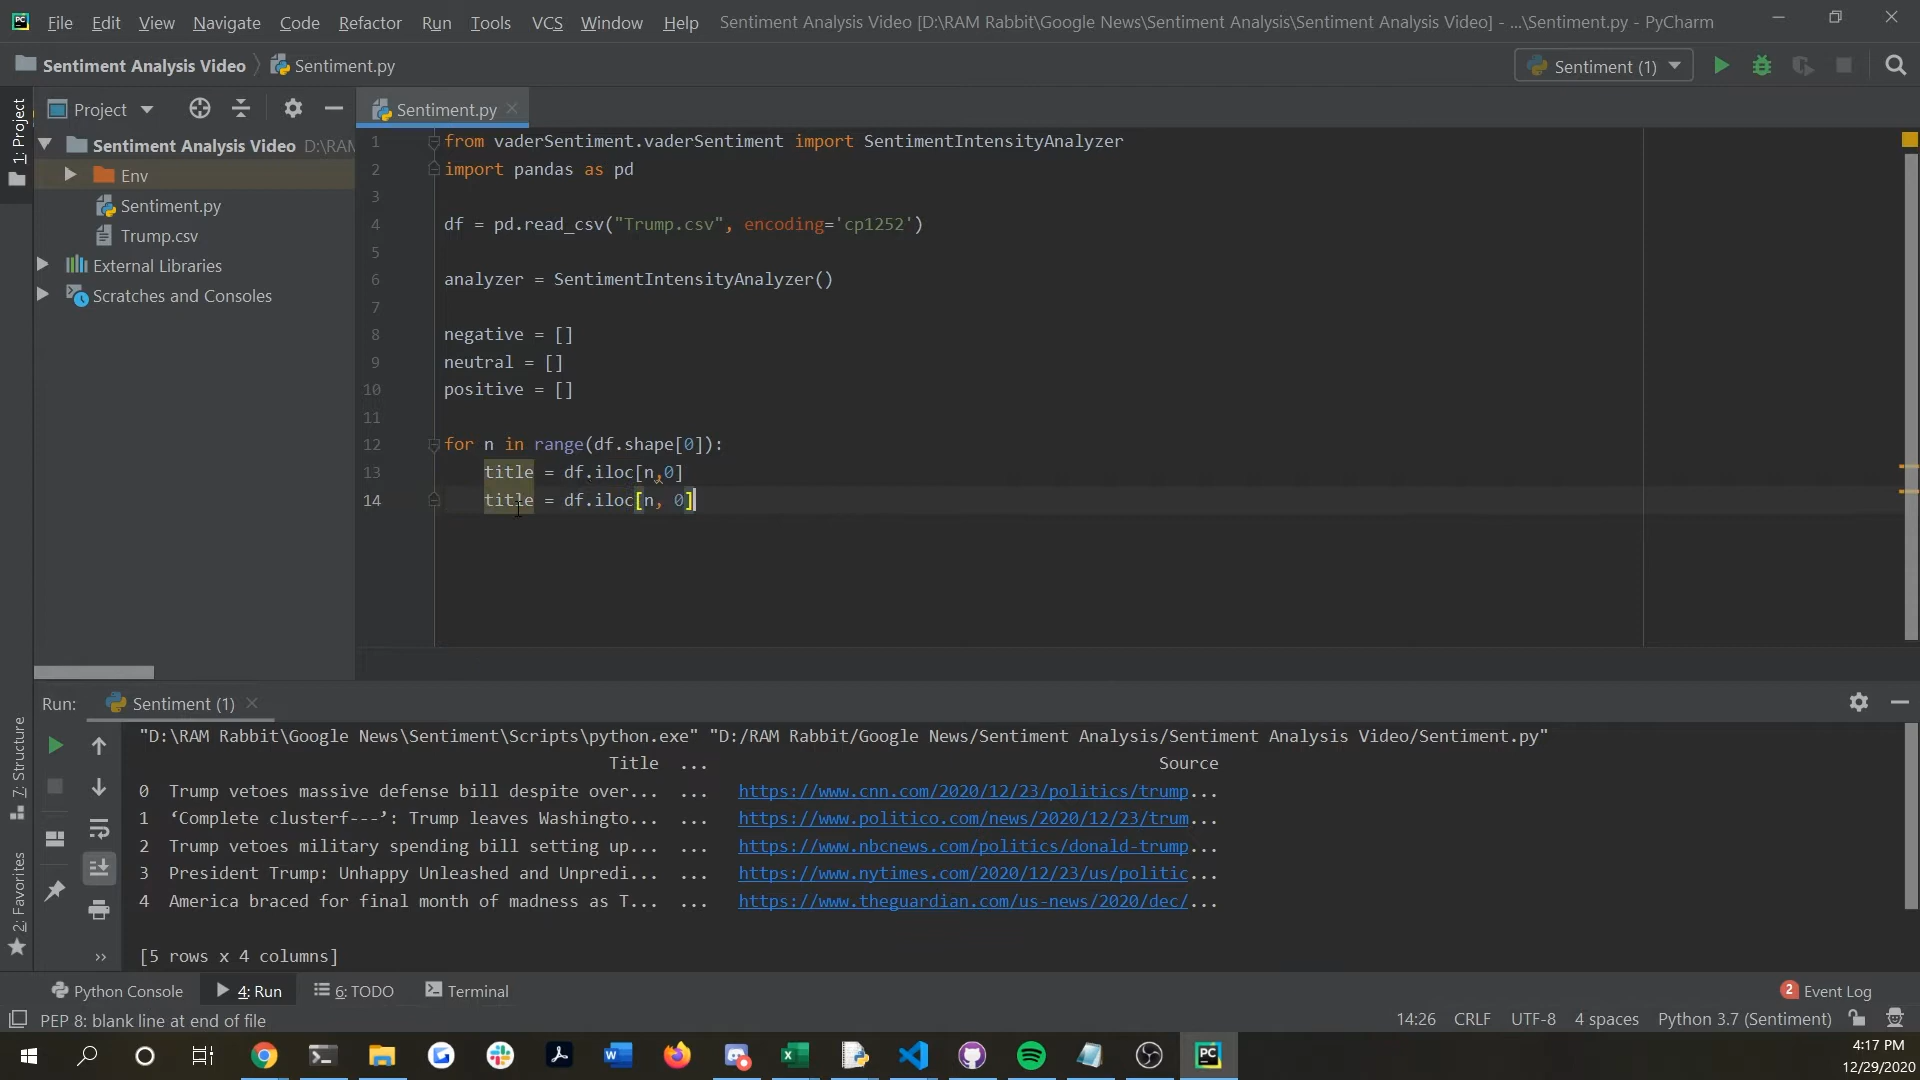 File Edit View Navigate Code Refactor Run Tools VCS Window Help Sentiment Analysis Video [D:\RAM Rabbit\Google News\Sentiment Analysis\Sentiment Analysis Video] - ...\Sentiment.py - PyCharm
Sentiment Analysis Video Sentiment.py Sentiment (1)
1: Project
Project
Sentiment.py
Sentiment Analysis Video D:\RAM
Env
Sentiment.py
Trump.csv
External Libraries
Scratches and Consoles
1 from vaderSentiment.vaderSentiment import SentimentIntensityAnalyzer
2 import pandas as pd
3
4 df = pd.read_csv("Trump.csv", encoding='cp1252')
5
6 analyzer = SentimentIntensityAnalyzer()
7
8 negative = []
9 neutral = []
10 positive = []
11
12 for n in range(df.shape[0]):
13 title = df.iloc[n,0]
14 title = df.iloc[n, 0]
Run: Sentiment (1)
7: Structure
2: Favorites
"D:\RAM Rabbit\Google News\Sentiment\Scripts\python.exe" "D:/RAM Rabbit/Google News/Sentiment Analysis/Sentiment Analysis Video/Sentiment.py"
Title ... Source
0 Trump vetoes massive defense bill despite over... ... https://www.cnn.com/2020/12/23/politics/trump...
1 ‘Complete clusterf---’: Trump leaves Washingto... ... https://www.politico.com/news/2020/12/23/trum...
2 Trump vetoes military spending bill setting up... ... https://www.nbcnews.com/politics/donald-trump...
3 President Trump: Unhappy Unleashed and Unpredi... ... https://www.nytimes.com/2020/12/23/us/politic...
4 America braced for final month of madness as T... ... https://www.theguardian.com/us-news/2020/dec/...
[5 rows x 4 columns]
Python Console 4: Run 6: TODO Terminal 2 Event Log
PEP 8: blank line at end of file 14:26 CRLF UTF-8 4 spaces Python 3.7 (Sentiment)
4:17 PM
12/29/2020